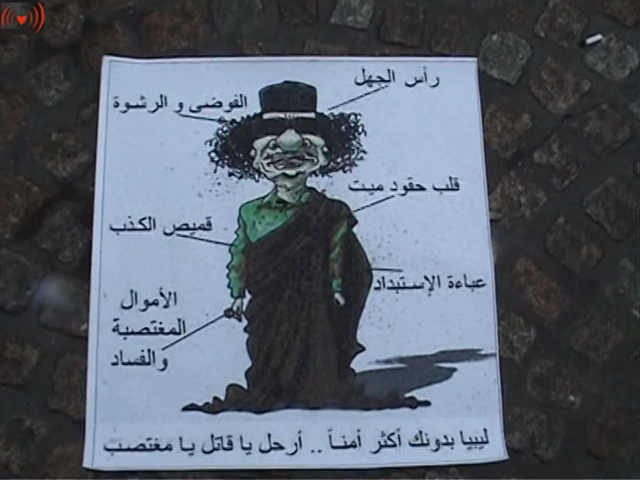 رأس الجهل
الفوضى و الرشوة
قلب حقود ميت
قميص الكذب
عباءة الإستبداد
الأموال
المغتصبة
والفساد
ليبيا بدونك أكثر أمناً .. أرحل يا قاتل يا مغتصب